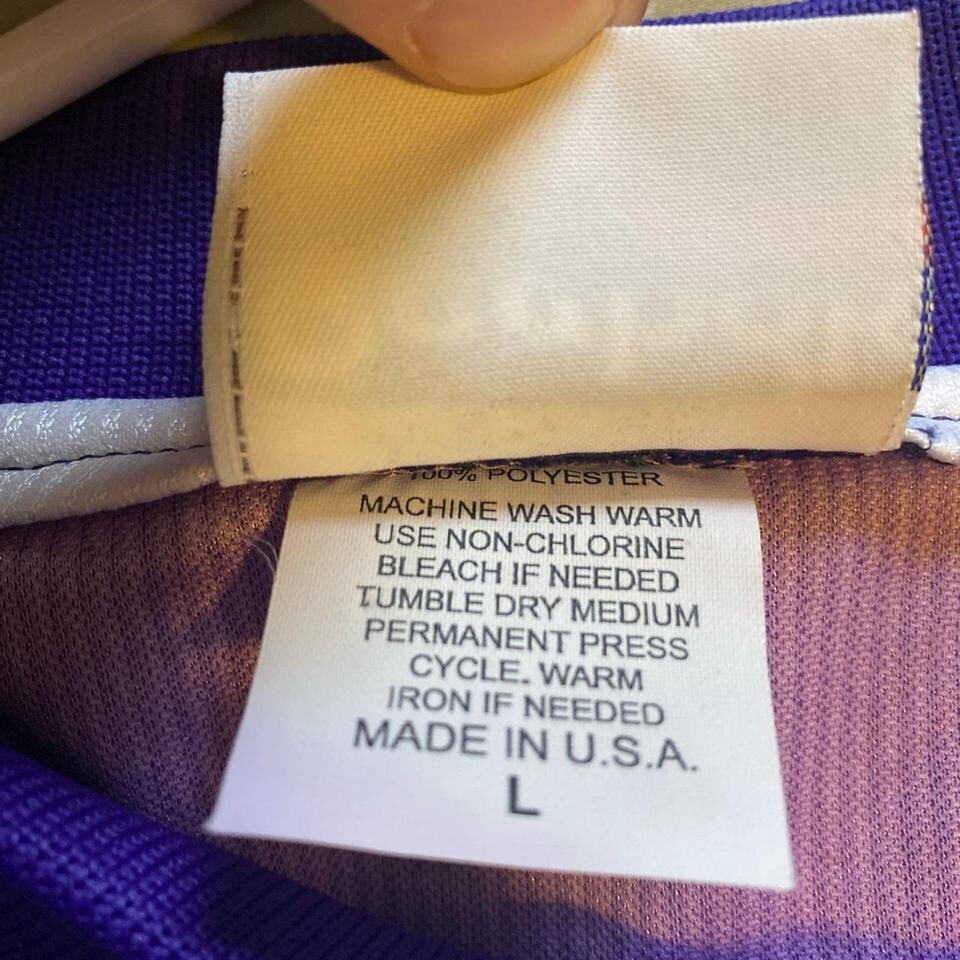 100% POLYESTER
MACHINE WASH WARM
USE NON-CHLORINE
BLEACH IF NEEDED
TUMBLE DRY MEDIUM
PERMANENT PRESS
CYCLE. WARM
IRON IF NEEDED
MADE IN U.S.A.
L